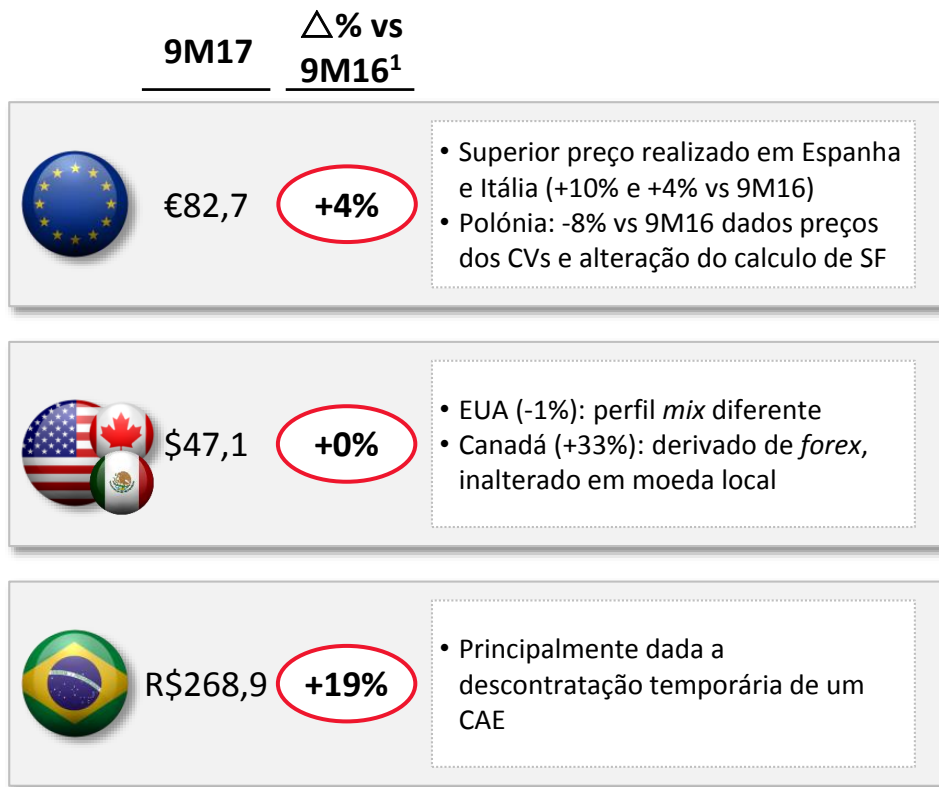 9M17
△% vs
9M16¹
€82,7
+4%
• Superior preço realizado em Espanha
e Itália (+10% e +4% vs 9M16)
• Polónia: -8% vs 9M16 dados preços
dos CVs e alteração do calculo de SF
$47,1
+0%
• EUA (-1%): perfil mix diferente
• Canadá (+33%): derivado de forex,
inalterado em moeda local
R$268,9
+19%
• Principalmente dada a
descontratação temporária de um
CAE